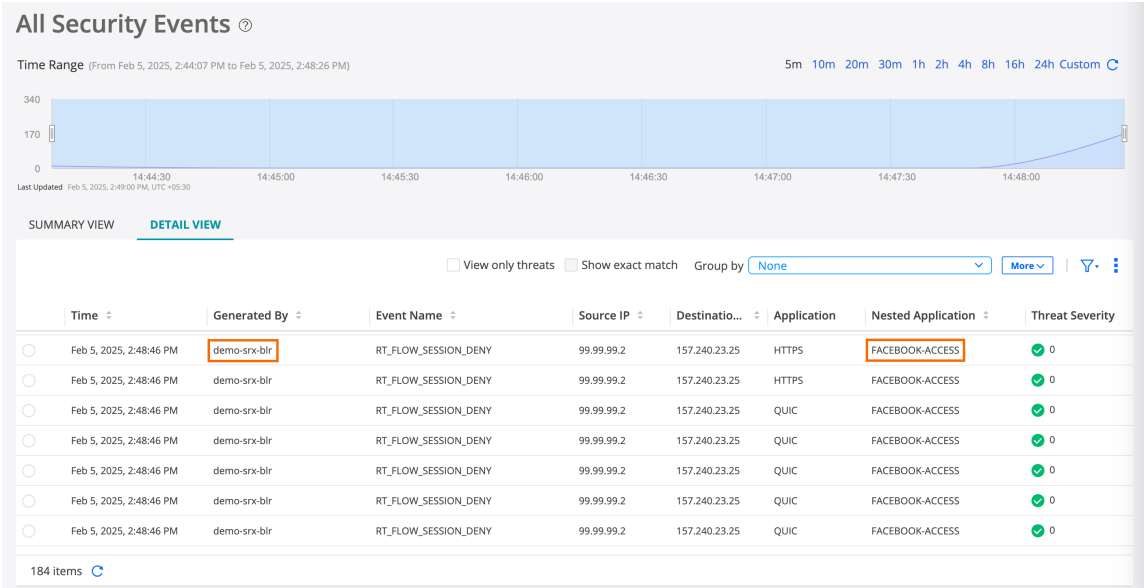 All Security Events ?
Time Range (From Feb 5, 2025, 2:44:07 PM to Feb 5, 2025, 2:48:26 PM) 5m 10m 20m 30m 1h 2h 4h 8h 16h 24h Custom
340
170
0
14:44:30 14:45:00 14:45:30 14:46:00 14:46:30 14:47:00 14:47:30 14:48:00
Last Updated Feb 5, 2025, 2:49:00 PM, UTC +05:30
SUMMARY VIEW DETAIL VIEW
View only threats Show exact match Group by None More
Time Generated By Event Name Source IP Destinatio... Application Nested Application Threat Severity
Feb 5, 2025, 2:48:46 PM demo-srx-blr RT_FLOW_SESSION_DENY 99.99.99.2 157.240.23.25 HTTPS FACEBOOK-ACCESS 0
Feb 5, 2025, 2:48:46 PM demo-srx-blr RT_FLOW_SESSION_DENY 99.99.99.2 157.240.23.25 HTTPS FACEBOOK-ACCESS 0
Feb 5, 2025, 2:48:46 PM demo-srx-blr RT_FLOW_SESSION_DENY 99.99.99.2 157.240.23.25 QUIC FACEBOOK-ACCESS 0
Feb 5, 2025, 2:48:46 PM demo-srx-blr RT_FLOW_SESSION_DENY 99.99.99.2 157.240.23.25 QUIC FACEBOOK-ACCESS 0
Feb 5, 2025, 2:48:46 PM demo-srx-blr RT_FLOW_SESSION_DENY 99.99.99.2 157.240.23.25 QUIC FACEBOOK-ACCESS 0
Feb 5, 2025, 2:48:46 PM demo-srx-blr RT_FLOW_SESSION_DENY 99.99.99.2 157.240.23.25 QUIC FACEBOOK-ACCESS 0
Feb 5, 2025, 2:48:46 PM demo-srx-blr RT_FLOW_SESSION_DENY 99.99.99.2 157.240.23.25 QUIC FACEBOOK-ACCESS 0
184 items